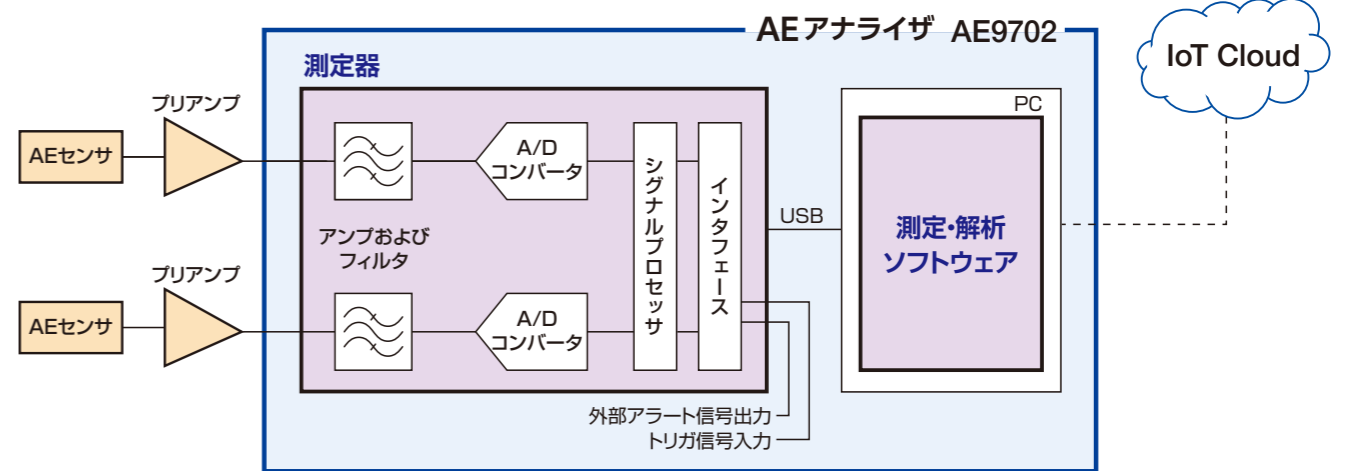 AEアナライザ AE9702
IoT Cloud
測定器
PC
プリアンプ
AEセンサ
A/D
コンバータ
シグナルプロセッサ
インタフェース
USB
測定・解析
ソフトウェア
アンプおよび
フィルタ
プリアンプ
AEセンサ
A/D
コンバータ
外部アラート信号出力
トリガ信号入力